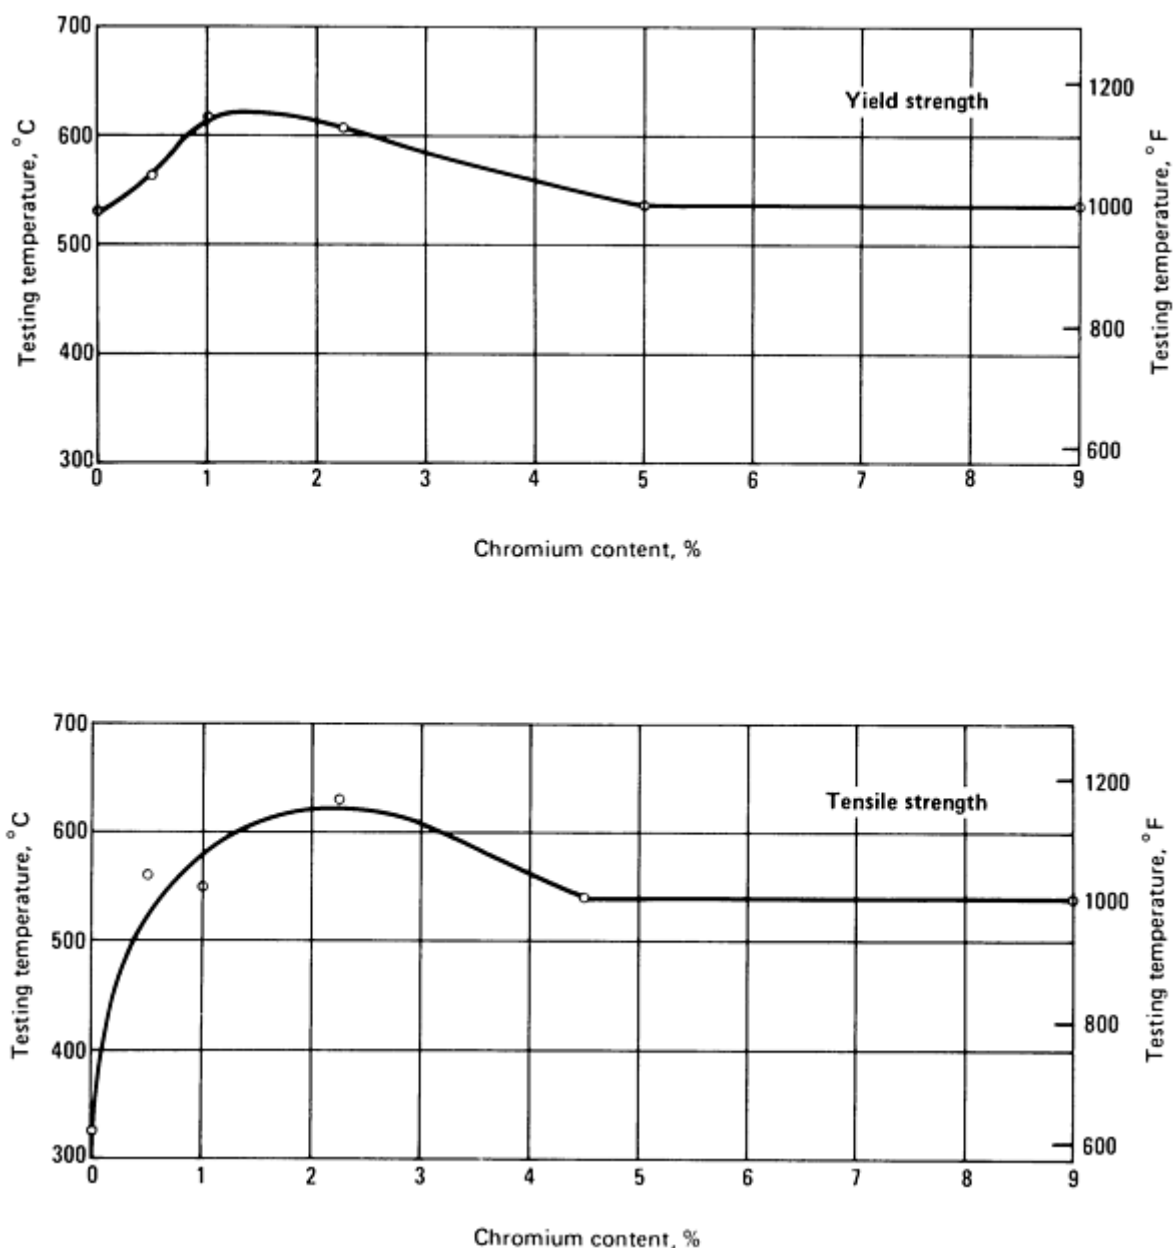 700
600
500
400
300
Testing temperature, °C
Yield strength
1200
1000
800
600
Testing temperature, °F
0 1 2 3 4 5 6 7 8 9
Chromium content, %
700
600
500
400
300
Testing temperature, °C
Tensile strength
1200
1000
800
600
Testing temperature, °F
0 1 2 3 4 5 6 7 8 9
Chromium content, %